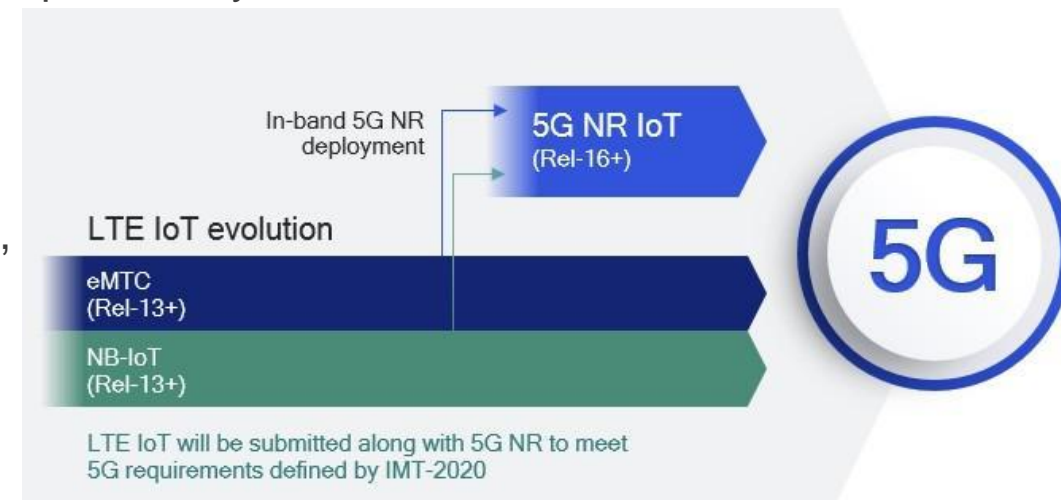 In-band 5G NR
deployment
5G NR IoT
(Rel-16+)
LTE IoT evolution
,
eMTC
(Rel-13+)
NB-IoT
(Rel-13+)
5G
LTE IoT will be submitted along with 5G NR to meet
5G requirements defined by IMT-2020